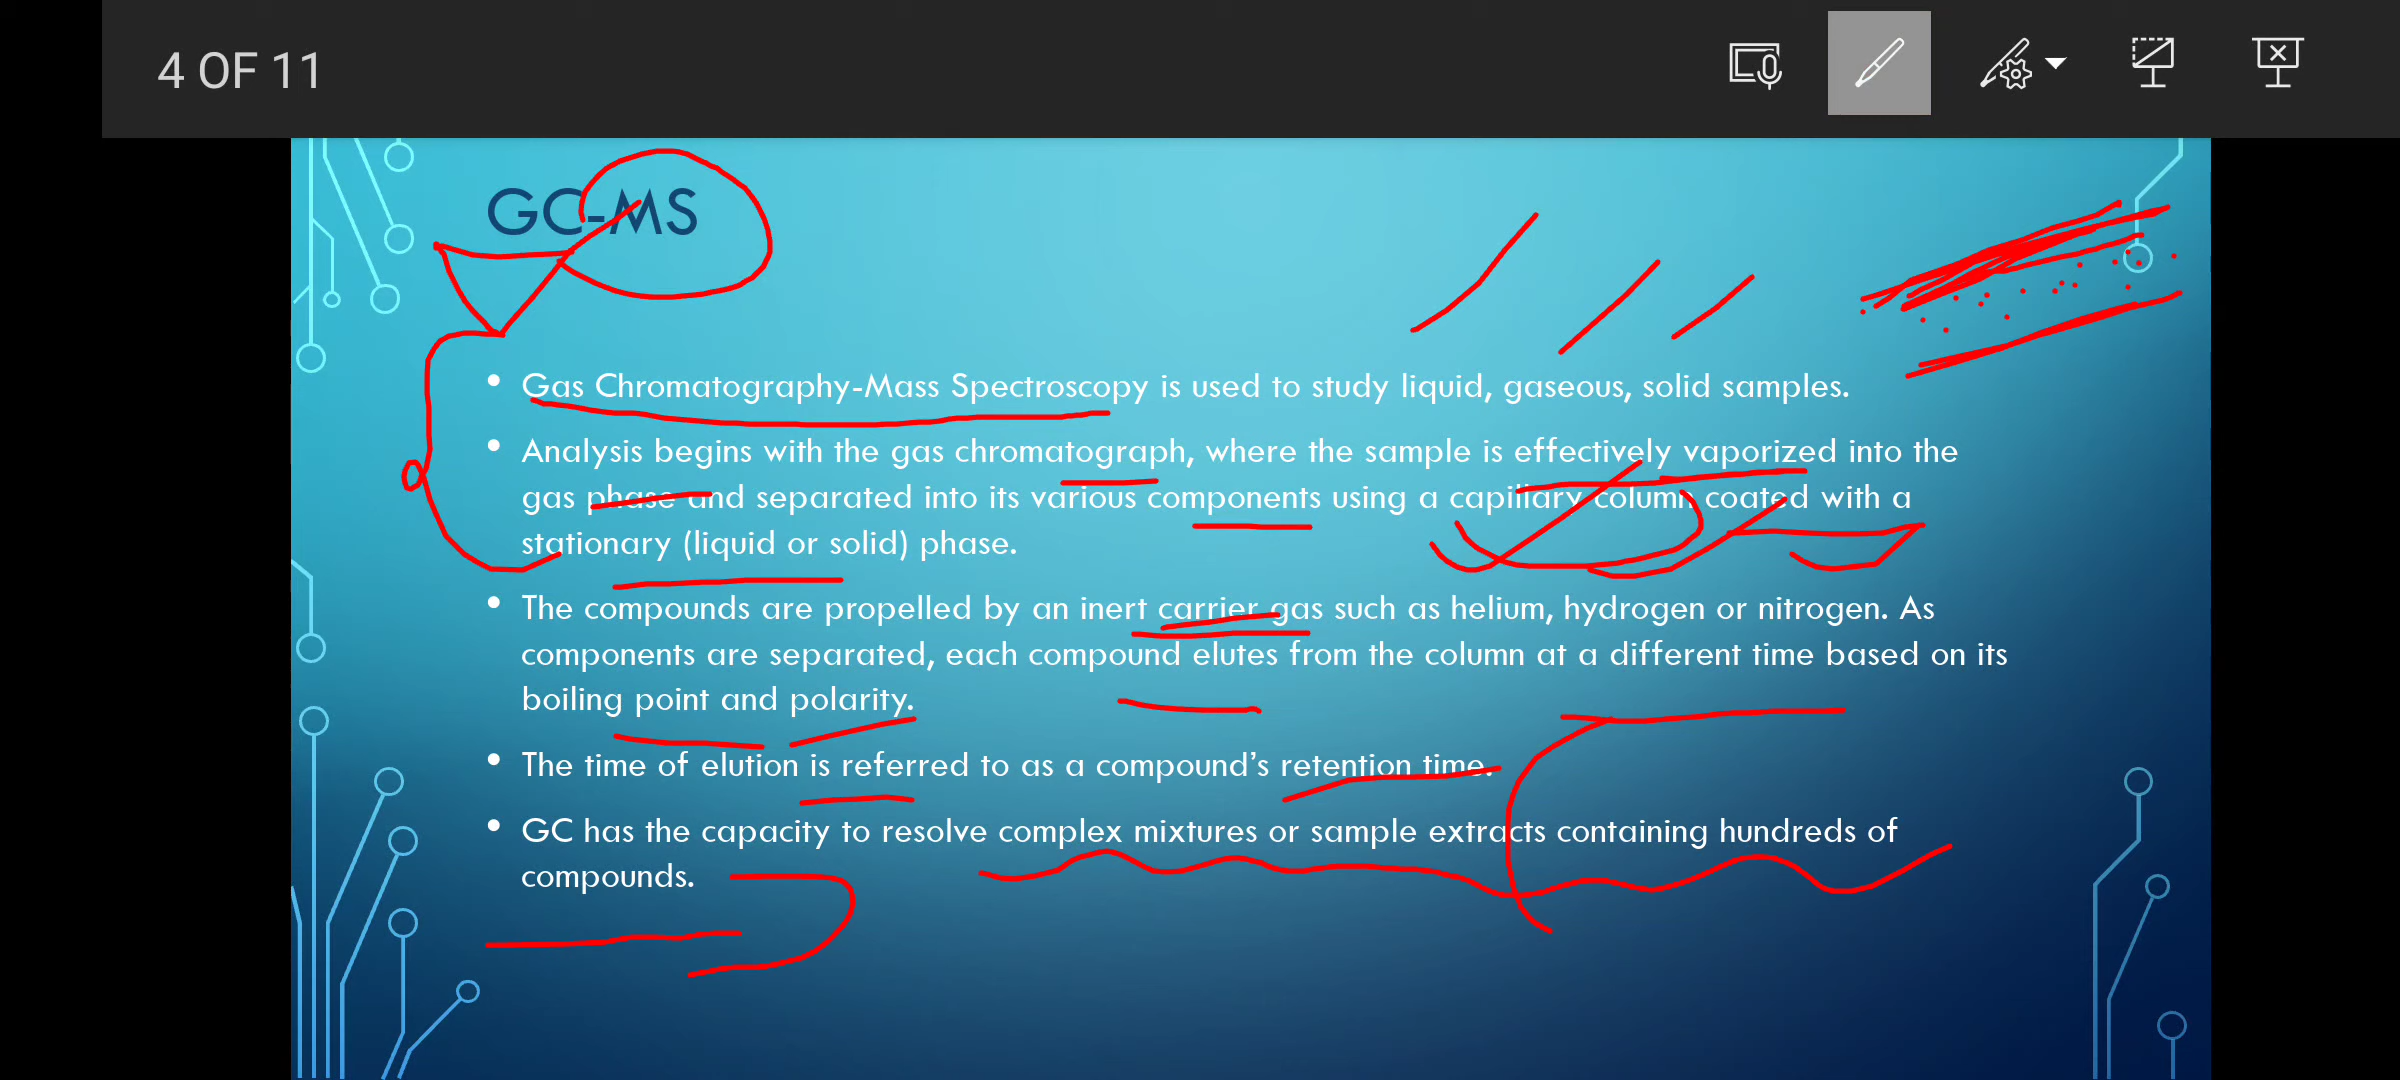 4 OF 11
GC-MS
• Gas Chromatography-Mass Spectroscopy is used to study liquid, gaseous, solid samples.
• Analysis begins with the gas chromatograph, where the sample is effectively vaporized into the
gas phase and separated into its various components using a capillary column coated with a
stationary (liquid or solid) phase.
• The compounds are propelled by an inert carrier gas such as helium, hydrogen or nitrogen. As
components are separated, each compound elutes from the column at a different time based on its
boiling point and polarity.
• The time of elution is referred to as a compound’s retention time.
• GC has the capacity to resolve complex mixtures or sample extracts containing hundreds of
compounds.